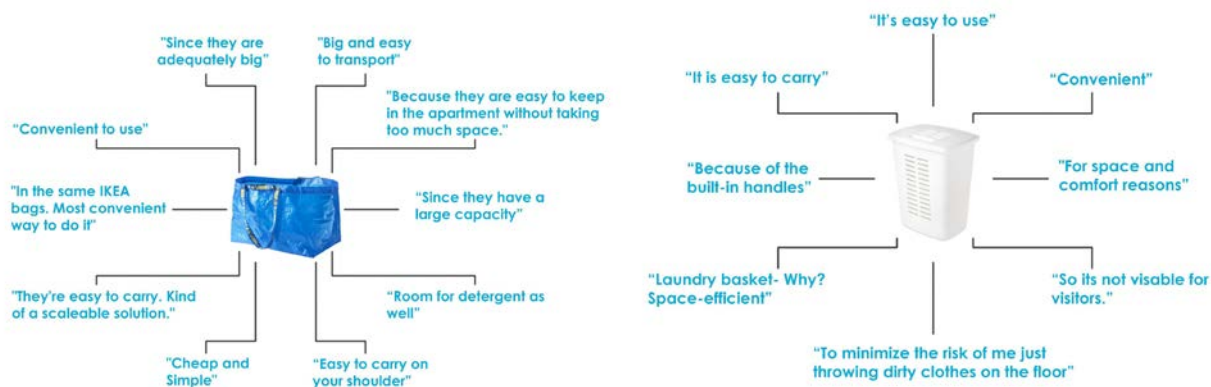 "Since they are
adequately big"
"Big and easy
to transport"
"Because they are easy to keep
in the apartment without taking
too much space."
“Convenient to use"
"In the same IKEA
bags. Most convenient
way to do it"
“Since they have a
large capacity”
"They're easy to carry. Kind
of a scaleable solution.”
“Room for detergent as
well”
"Cheap and
Simple"
“Easy to carry on
your shoulder”
“It’s easy to use”
“It is easy to carry”
“Convenient”
“Because of the
built-in handles"
"For space and
comfort reasons"
“Laundry basket- Why?
Space-efficient”
“So its not visable for
visitors.”
“To minimize the risk of me just
throwing dirty clothes on the floor”